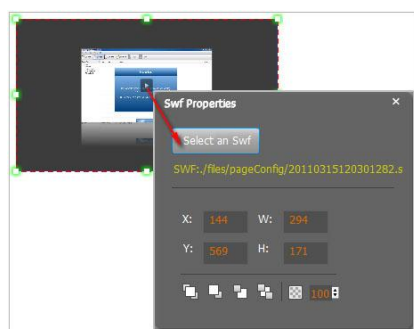 Swf Properties
Select an Swf
SWF:./files/pageConfig/20110315120301282.s
X: 144 W: 294
Y: 569 H: 171
100